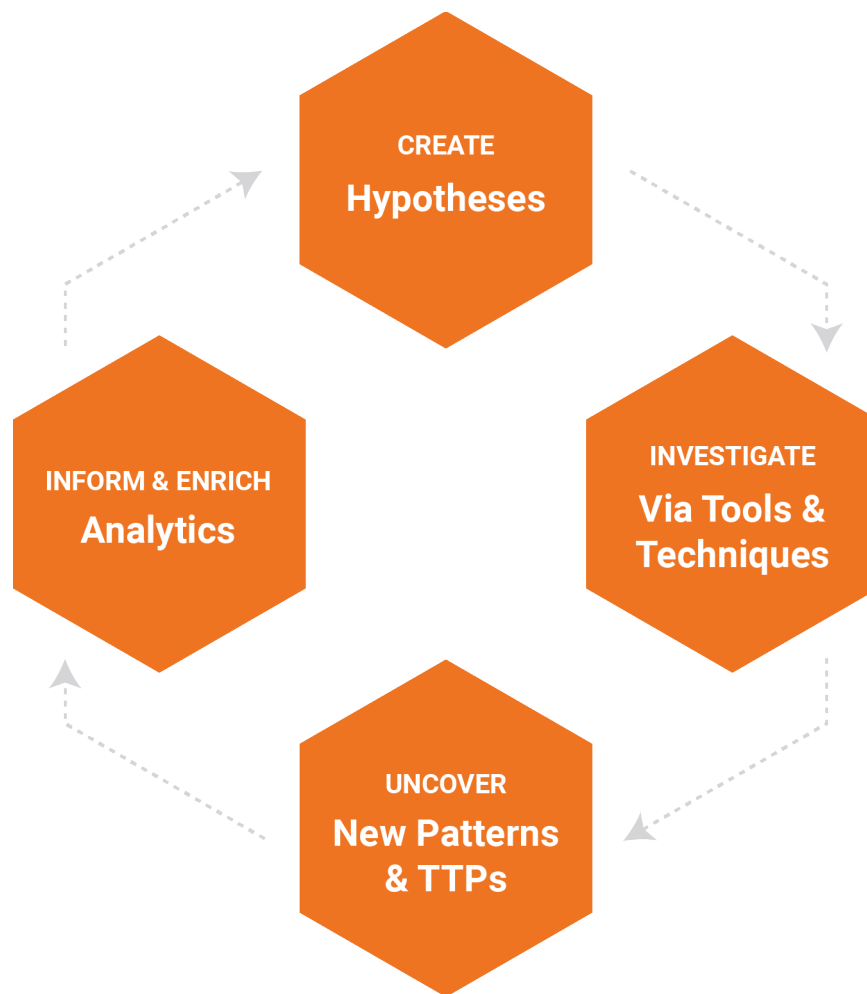 CREATE
Hypotheses
INVESTIGATE
Via Tools &
Techniques
UNCOVER
New Patterns
& TTPs
INFORM & ENRICH
Analytics